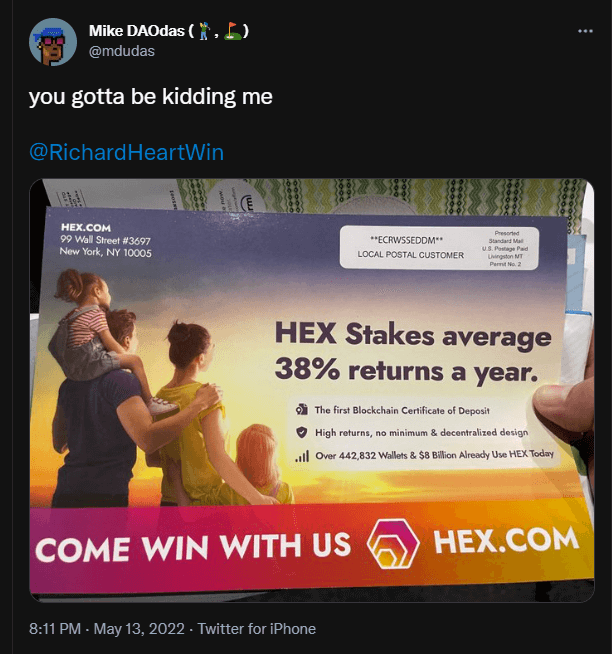 Mike DAOdas (🧍‍♂️, ⛳)
@mdudas
you gotta be kidding me
@RichardHeartWin
HEX.COM
99 Wall Street #3697
New York, NY 10005
**ECRWSSEDDM**
LOCAL POSTAL CUSTOMER
Presorted
Standard Mail
U.S. Postage Paid
Livingston MT
Permit No. 2
HEX Stakes average
38% returns a year.
The first Blockchain Certificate of Deposit
High returns, no minimum & decentralized design
Over 442,832 Wallets & $8 Billion Already Use HEX Today
COME WIN WITH US
HEX.COM
8:11 PM · May 13, 2022 · Twitter for iPhone